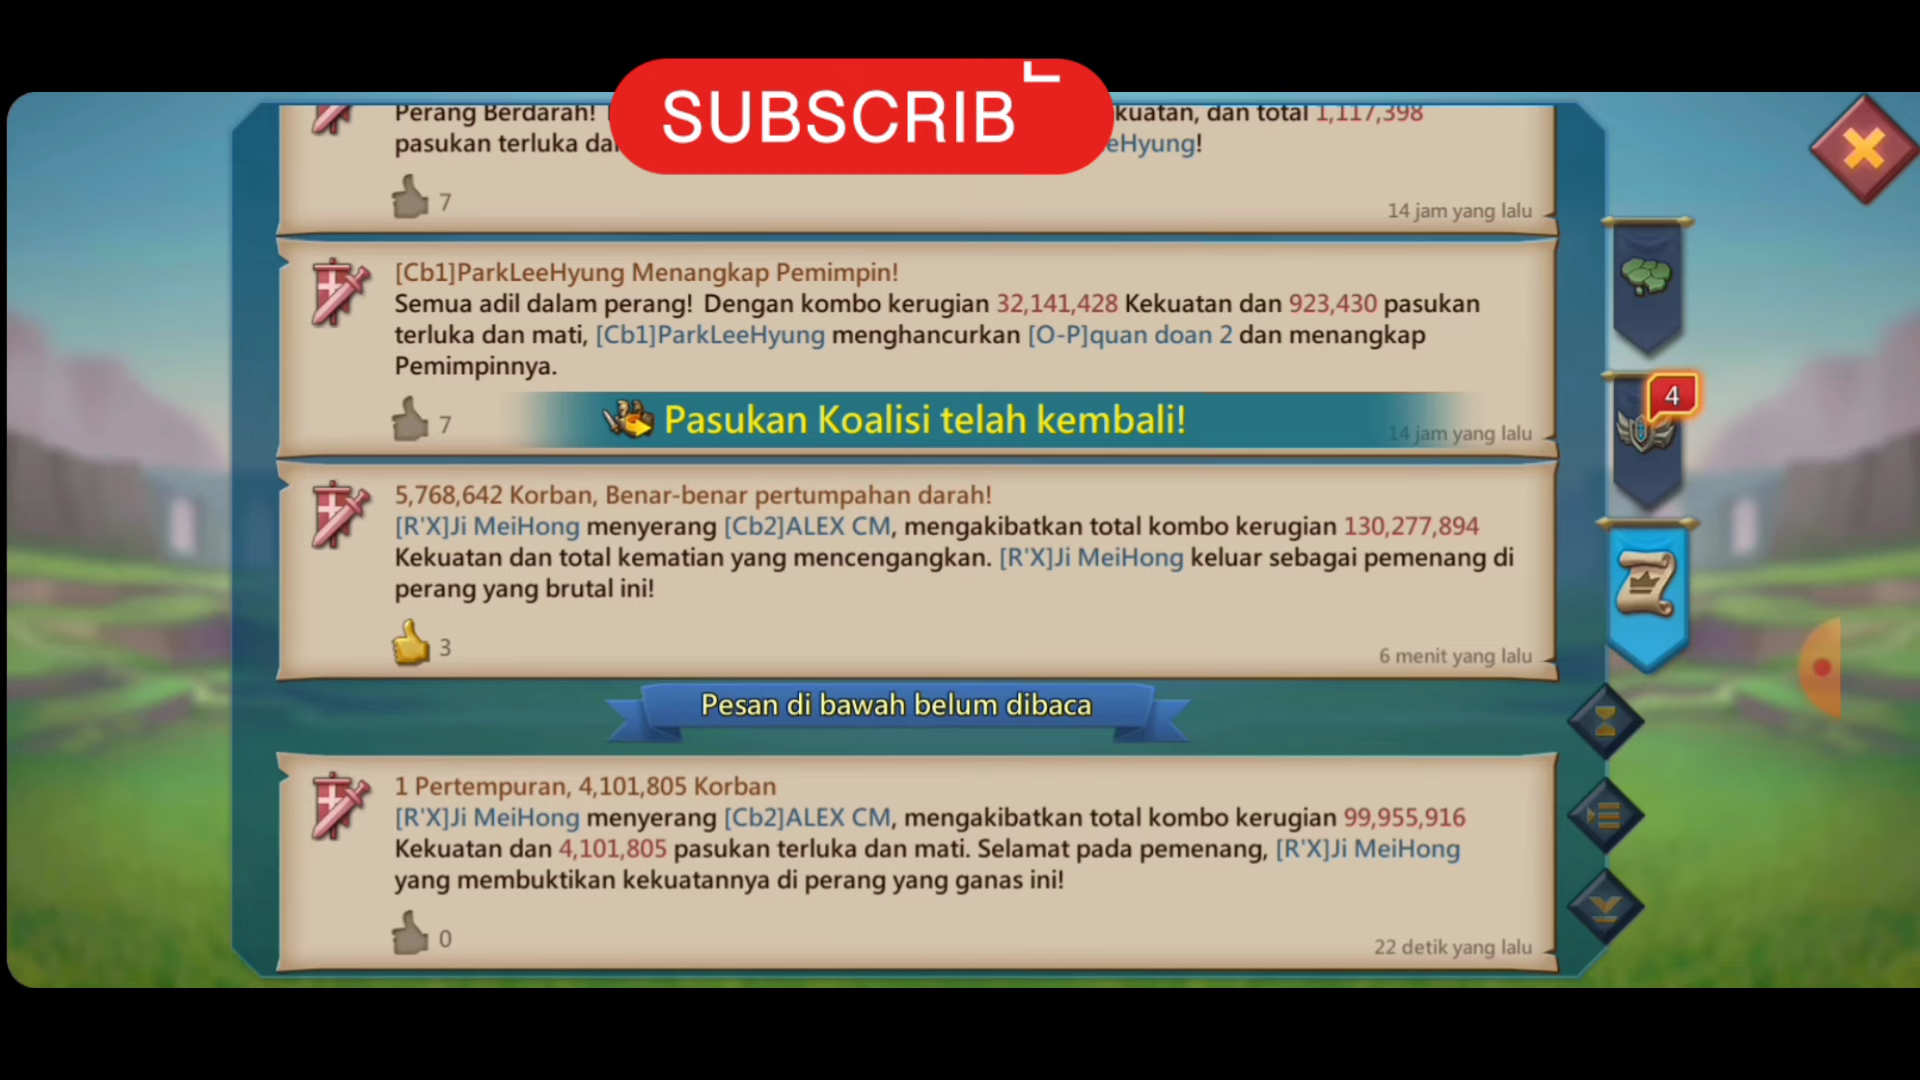 SUBSCRIB
Perang Berdarah! kuatan, dan total 1,117,398
pasukan terluka eHyung!
7
14 jam yang lalu
[Cb1]ParkLeeHyung Menangkap Pemimpin!
Semua adil dalam perang! Dengan kombo kerugian 32,141,428 Kekuatan dan 923,430 pasukan
terluka dan mati, [Cb1]ParkLeeHyung menghancurkan [O-P]quan doan 2 dan menangkap
Pemimpinnya.
Pasukan Koalisi telah kembali!
7
14 jam yang lalu
4
5,768,642 Korban, Benar-benar pertumpahan darah!
[R'X]Ji MeiHong menyerang [Cb2]ALEX CM, mengakibatkan total kombo kerugian 130,277,894
Kekuatan dan total kematian yang mencengangkan. [R'X]Ji MeiHong keluar sebagai pemenang di
perang yang brutal ini!
3
6 menit yang lalu
Pesan di bawah belum dibaca
1 Pertempuran, 4,101,805 Korban
[R'X]Ji MeiHong menyerang [Cb2]ALEX CM, mengakibatkan total kombo kerugian 99,955,916
Kekuatan dan 4,101,805 pasukan terluka dan mati. Selamat pada pemenang, [R'X]Ji MeiHong
yang membuktikan kekuatannya di perang yang ganas ini!
0
22 detik yang lalu